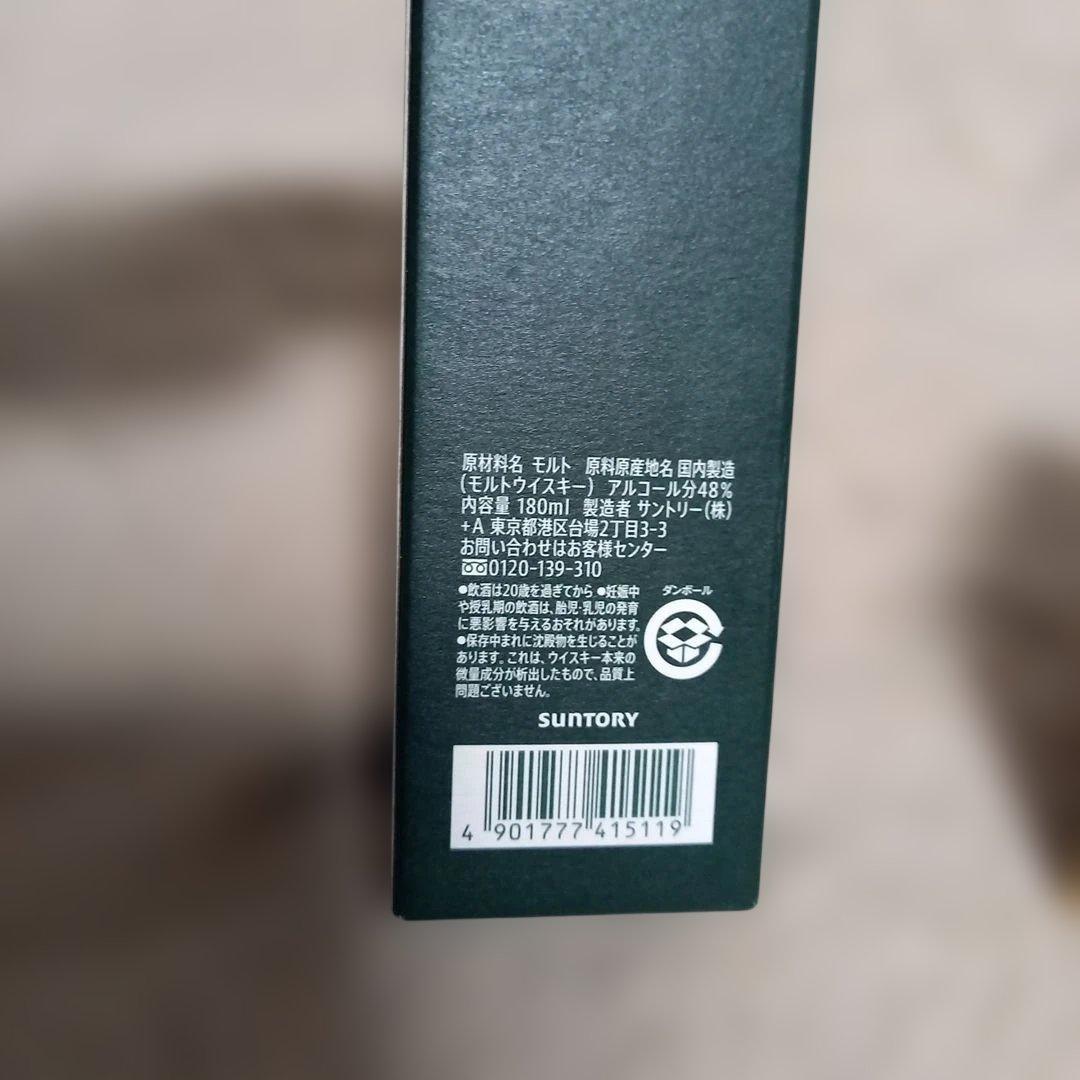 原材料名 モルト 原料原産地名 国内製造
(モルトウイスキー) アルコール分48%
内容量 180ml 製造者 サントリー(株)
+A 東京都港区台場2丁目3-3
お問い合わせはお客様センター
0120-139-310
●飲酒は20歳を過ぎてから ●妊娠中
や授乳期の飲酒は、胎児・乳児の発育
に悪影響を与えるおそれがあります。
●保存中まれに沈殿物を生じることが
あります。これは、ウイスキー本来の
微量成分が析出したもので、品質上
問題ございません。
ダンボール
SUNTORY
4 901777 415119